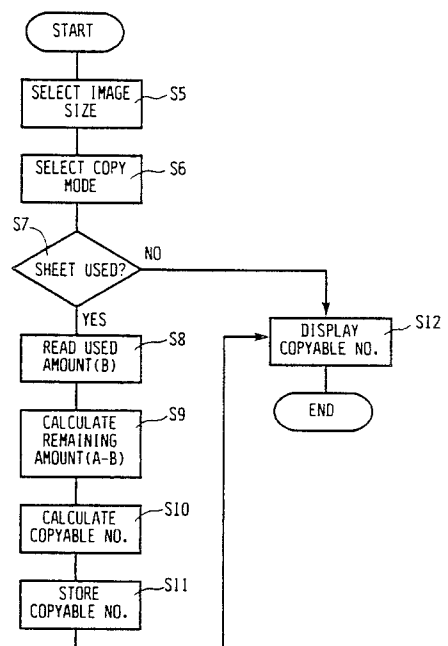 START
SELECT IMAGE
SIZE
S5
SELECT COPY
MODE
S6
S7
SHEET USED?
NO
YES
READ USED
AMOUNT(B)
S8
CALCULATE
REMAINING
AMOUNT(A-B)
S9
CALCULATE
COPYABLE NO.
S10
STORE
COPYABLE NO.
S11
DISPLAY
COPYABLE NO.
S12
END